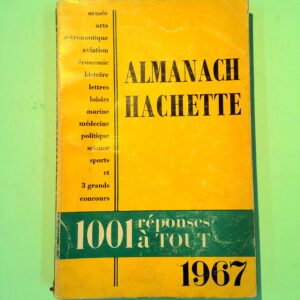 armée
arts
astronautique
aviation
économie
histoire
lettres
loisirs
marine
médecine
politique
science
sports
et
3 grands
concours
ALMANACH
HACHETTE
1001 réponses
à TOUT
1967